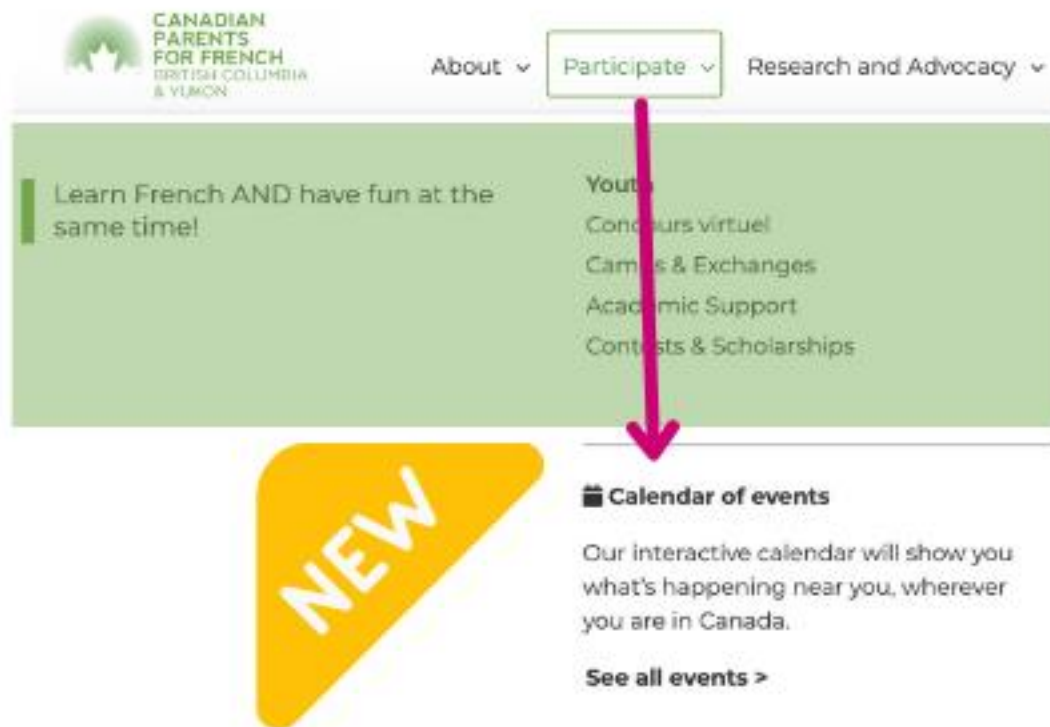 CANADIAN
PARENTS
FOR FRENCH
BRITISH COLUMBIA
& YUKON
About
Participate
Research and Advocacy
Learn French AND have fun at the
same time!
Youth
Concours virtuel
Camps & Exchanges
Academic Support
Contests & Scholarships
NEW
Calendar of events
Our interactive calendar will show you
what's happening near you, wherever
you are in Canada.
See all events >